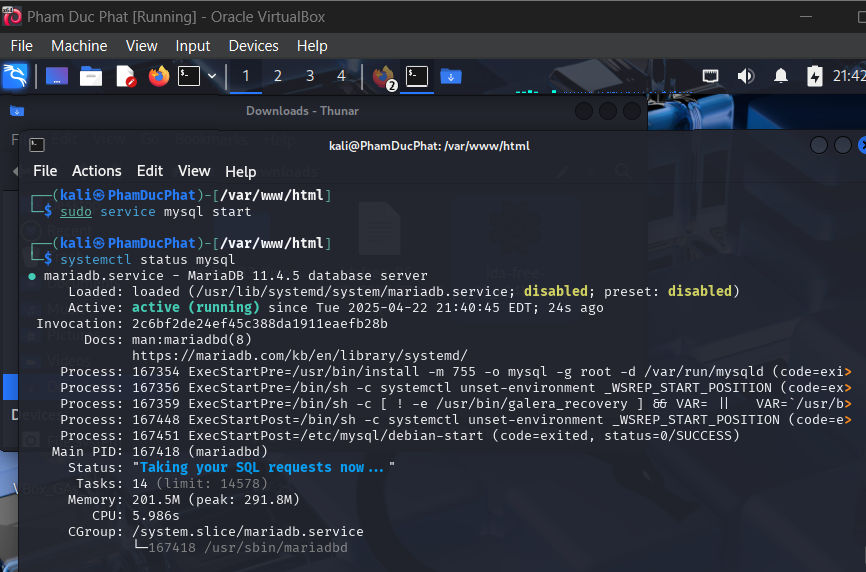 Pham Duc Phat [Running] - Oracle VirtualBox
File Machine View Input Devices Help
1 2 3 4 2 21:42
Downloads - Thunar
kali@PhamDucPhat: /var/www/html
File Actions Edit View Help
┌──(kali㉿PhamDucPhat)-[/var/www/html]
└─$ sudo service mysql start
┌──(kali㉿PhamDucPhat)-[/var/www/html]
└─$ systemctl status mysql
● mariadb.service - MariaDB 11.4.5 database server
Loaded: loaded (/usr/lib/systemd/system/mariadb.service; disabled; preset: disabled)
Active: active (running) since Tue 2025-04-22 21:40:45 EDT; 24s ago
Invocation: 2c6bf2de24ef45c388da1911eaefb28b
Docs: man:mariadbd(8)
https://mariadb.com/kb/en/library/systemd/
Process: 167354 ExecStartPre=/usr/bin/install -m 755 -o mysql -g root -d /var/run/mysqld (code=exi>
Process: 167356 ExecStartPre=/bin/sh -c systemctl unset-environment _WSREP_START_POSITION (code=ex>
Process: 167359 ExecStartPre=/bin/sh -c [ ! -e /usr/bin/galera_recovery ] && VAR= || VAR=`/usr/b>
Process: 167448 ExecStartPost=/bin/sh -c systemctl unset-environment _WSREP_START_POSITION (code=e>
Process: 167451 ExecStartPost=/etc/mysql/debian-start (code=exited, status=0/SUCCESS)
Main PID: 167418 (mariadbd)
Status: "Taking your SQL requests now..."
Tasks: 14 (limit: 14578)
Memory: 201.5M (peak: 291.8M)
CPU: 5.986s
CGroup: /system.slice/mariadb.service
└─167418 /usr/sbin/mariadbd